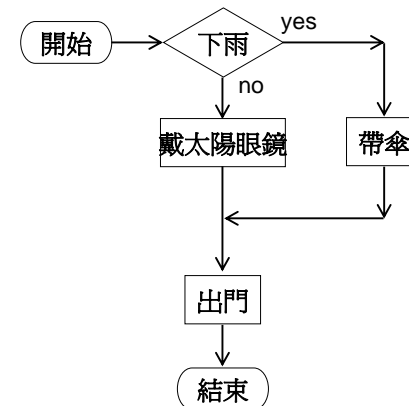 開始
下雨
yes
no
戴太陽眼鏡
帶傘
出門
結束